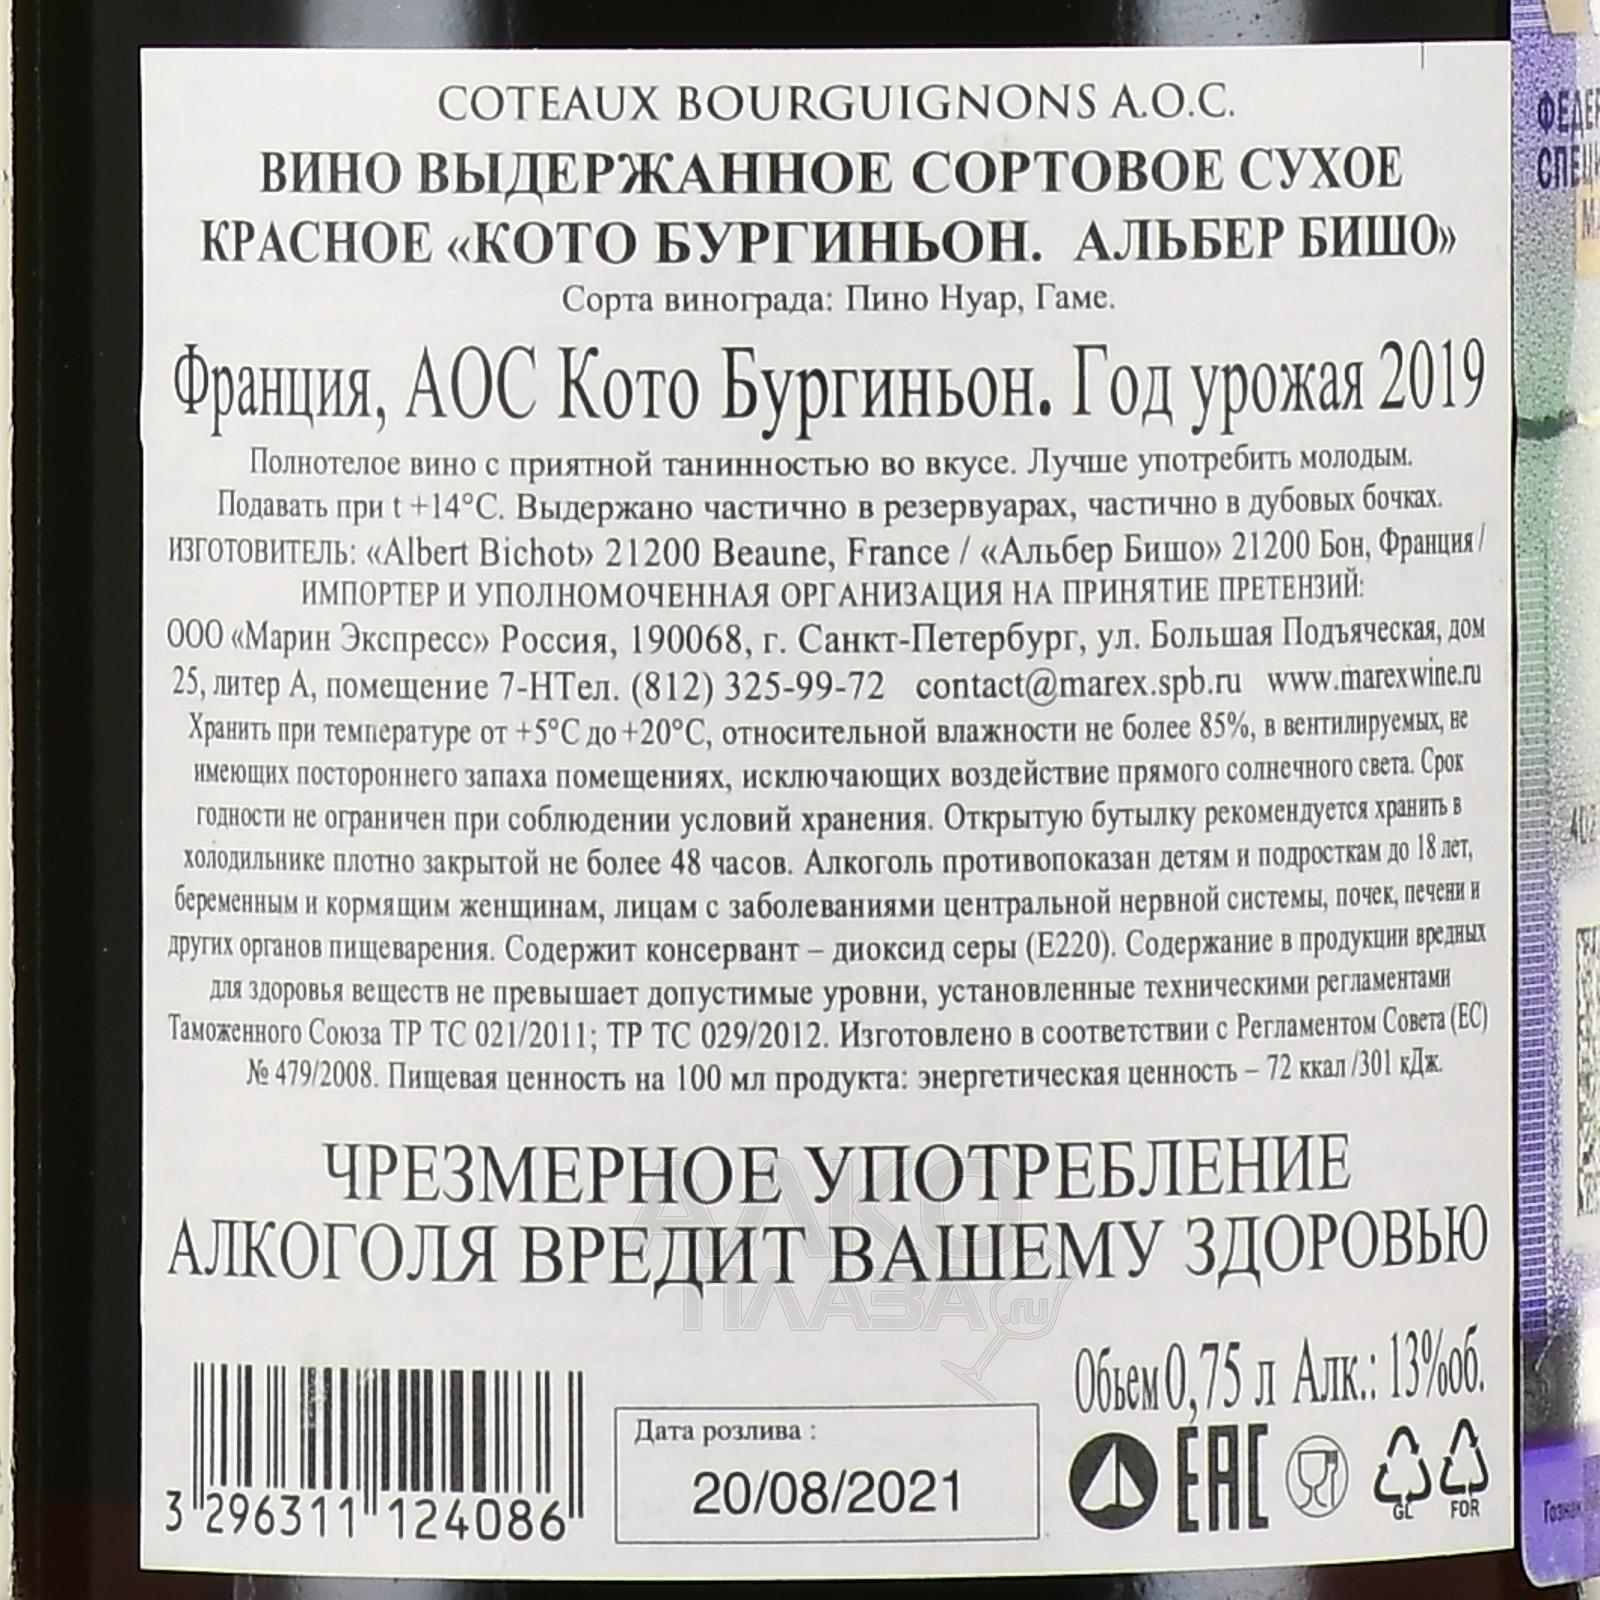 COTEAUX BOURGUIGNONS A.O.C.
ВИНО ВЫДЕРЖАННОЕ СОРТОВОЕ СУХОЕ
КРАСНОЕ «КОТО БУРГИНЬОН. АЛЬБЕР БИШО»
Сорта винограда: Пино Нуар, Гаме.
Франция, АОС Кото Бургиньон. Год урожая 2019
Полнотелое вино с приятной танинностью во вкусе. Лучше употребить молодым.
Подавать при t +14°C. Выдержано частично в резервуарах, частично в дубовых бочках.
ИЗГОТОВИТЕЛЬ: «Albert Bichot» 21200 Beaune, France / «Альбер Бишо» 21200 Бон, Франция /
ИМПОРТЕР И УПОЛНОМОЧЕННАЯ ОРГАНИЗАЦИЯ НА ПРИНЯТИЕ ПРЕТЕНЗИЙ:
ООО «Марин Экспресс» Россия, 190068, г. Санкт-Петербург, ул. Большая Подъяческая, дом
25, литер А, помещение 7-НТел. (812) 325-99-72 contact@marex.spb.ru www.marexwine.ru
Хранить при температуре от +5°C до +20°C, относительной влажности не более 85%, в вентилируемых, не
имеющих постороннего запаха помещениях, исключающих воздействие прямого солнечного света. Срок
годности не ограничен при соблюдении условий хранения. Открытую бутылку рекомендуется хранить в
холодильнике плотно закрытой не более 48 часов. Алкоголь противопоказан детям и подросткам до 18 лет,
беременным и кормящим женщинам, лицам с заболеваниями центральной нервной системы, почек, печени и
других органов пищеварения. Содержит консервант – диоксид серы (Е220). Содержание в продукции вредных
для здоровья веществ не превышает допустимые уровни, установленные техническими регламентами
Таможенного Союза ТР ТС 021/2011; ТР ТС 029/2012. Изготовлено в соответствии с Регламентом Совета (ЕС)
№ 479/2008. Пищевая ценность на 100 мл продукта: энергетическая ценность – 72 ккал /301 кДж.
ЧРЕЗМЕРНОЕ УПОТРЕБЛЕНИЕ
АЛКОГОЛЯ ВРЕДИТ ВАШЕМУ ЗДОРОВЬЮ
АЛКО
ПЛАЗА
.ru
Объем 0,75 л Алк.: 13%об.
Дата розлива :
20/08/2021
3 296311 124086
EAC
GL
FOR